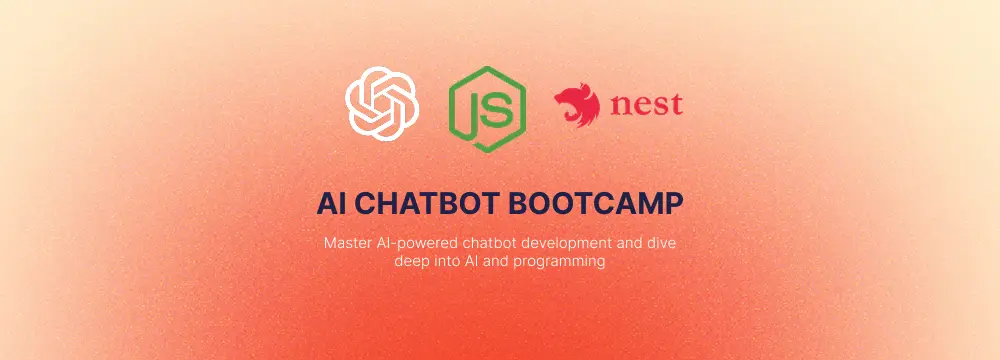 JS
nest
AI CHATBOT BOOTCAMP
Master AI-powered chatbot development and dive
deep into AI and programming